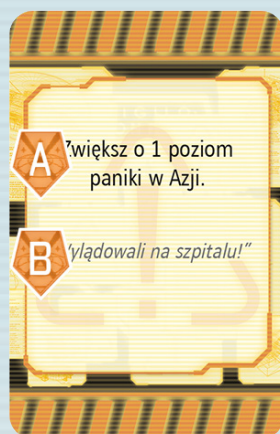 A
Zwiększ o 1 poziom
paniki w Azji.
B
ylądowali na szpitalu!”